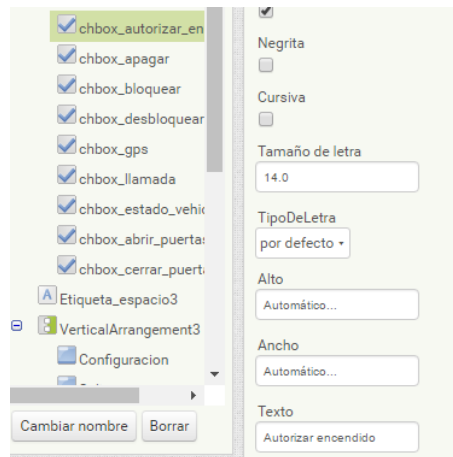 chbox_autorizar_en
chbox_apagar
chbox_bloquear
chbox_desbloquear
chbox_gps
chbox_llamada
chbox_estado_vehic
chbox_abrir_puerta
chbox_cerrar_puert
A Etiqueta_espacio3
VerticalArrangement3
Configuracion
Cambiar nombre Borrar
Negrita
Cursiva
Tamaño de letra
14.0
TipoDeLetra
por defecto
Alto
Automático...
Ancho
Automático...
Texto
Autorizar encendido